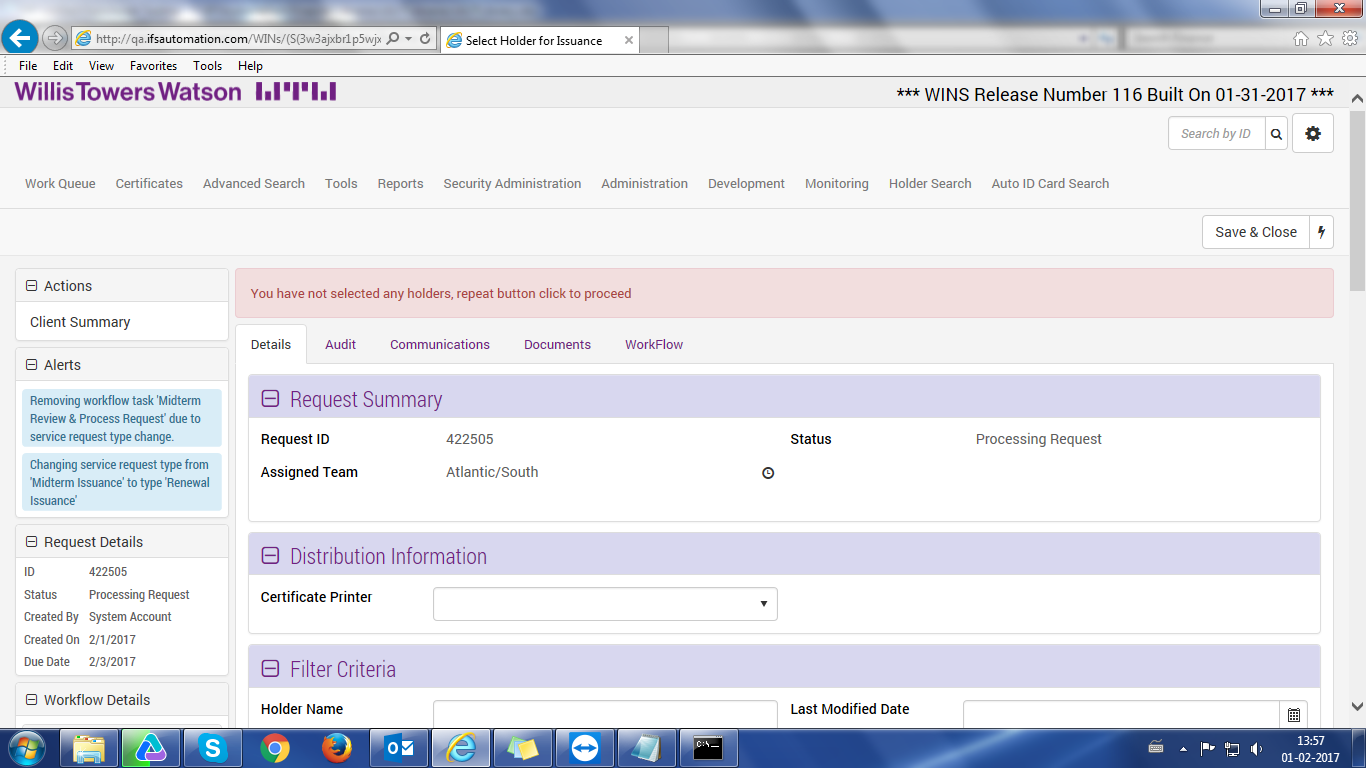 http://qa.ifsautomation.com/WINs/(S(3w3ajxbr1p5wjx
Select Holder for Issuance
File Edit View Favorites Tools Help
Willis Towers Watson
*** WINS Release Number 116 Built On 01-31-2017 ***
Search by ID
Work Queue Certificates Advanced Search Tools Reports Security Administration Administration Development Monitoring Holder Search Auto ID Card Search
Save & Close
Actions
Client Summary
Alerts
Removing workflow task 'Midterm
Review & Process Request' due to
service request type change.
Changing service request type from
'Midterm Issuance' to type 'Renewal
Issuance'
Request Details
ID 422505
Status Processing Request
Created By System Account
Created On 2/1/2017
Due Date 2/3/2017
Workflow Details
You have not selected any holders, repeat button click to proceed
Details Audit Communications Documents WorkFlow
Request Summary
Request ID 422505 Status Processing Request
Assigned Team Atlantic/South
Distribution Information
Certificate Printer
Filter Criteria
Holder Name Last Modified Date
13:57
01-02-2017